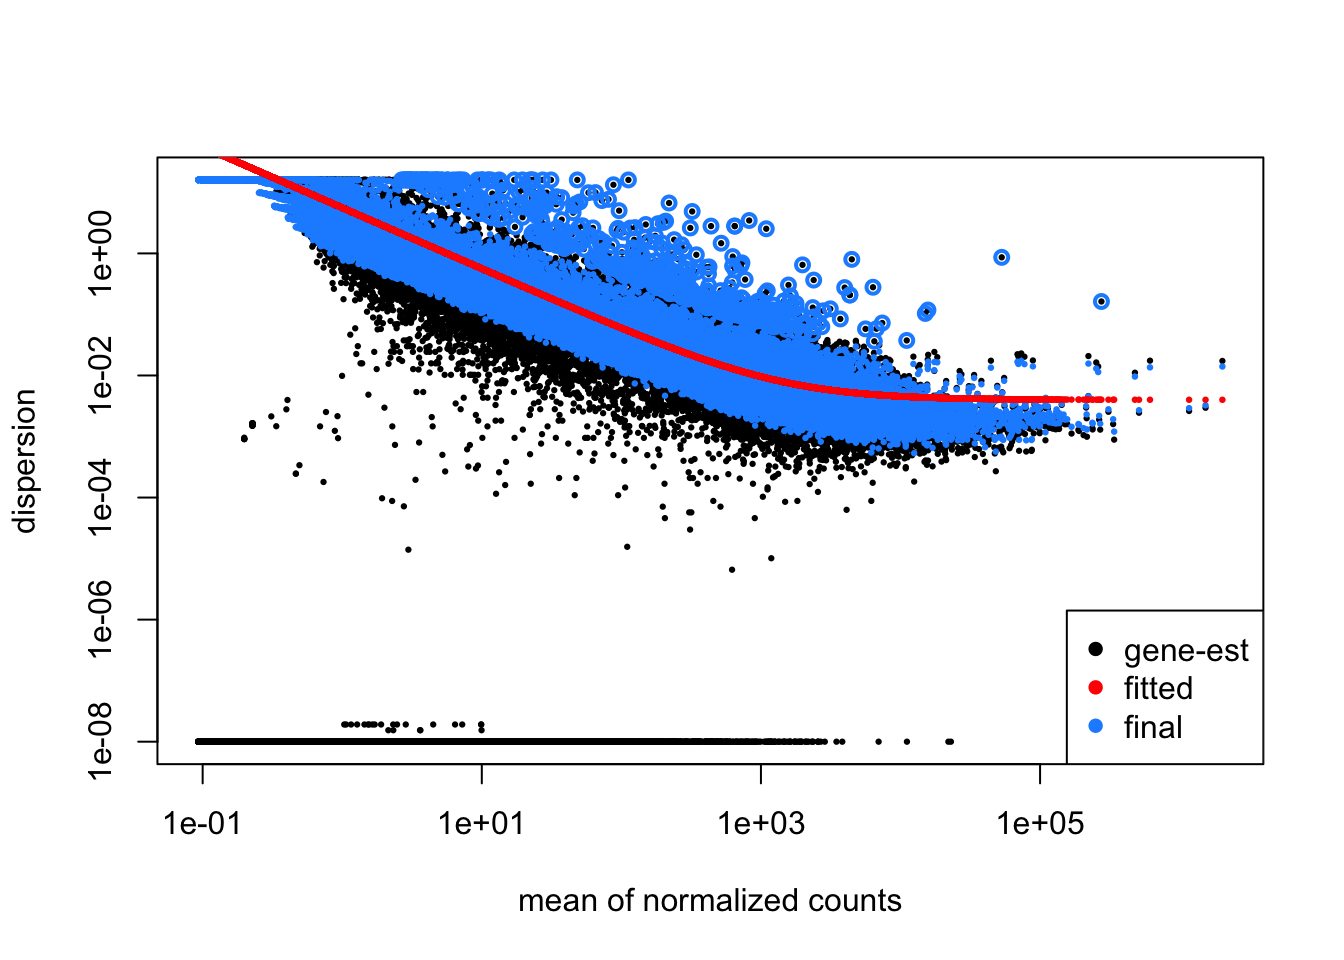 1e+00
1e-02
1e-04
1e-06
1e-08
dispersion
1e-01
1e+01
1e+03
1e+05
mean of normalized counts
gene-est
fitted
final